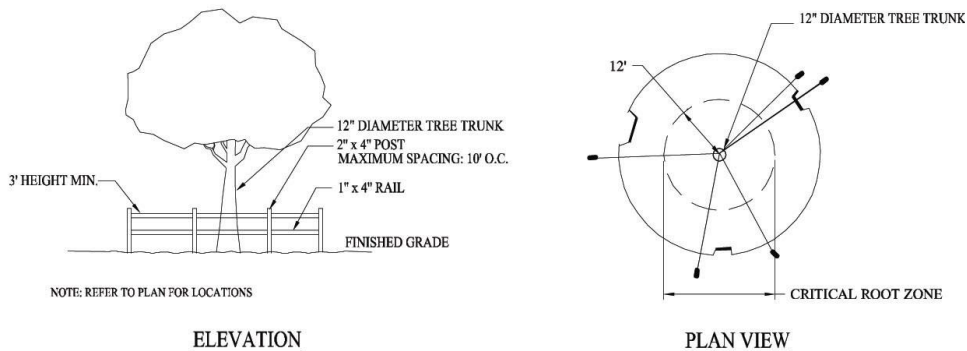 12" DIAMETER TREE TRUNK
2" x 4" POST
MAXIMUM SPACING: 10' O.C.
3' HEIGHT MIN.
1" x 4" RAIL
FINISHED GRADE
NOTE: REFER TO PLAN FOR LOCATIONS
ELEVATION
12" DIAMETER TREE TRUNK
12'
CRITICAL ROOT ZONE
PLAN VIEW